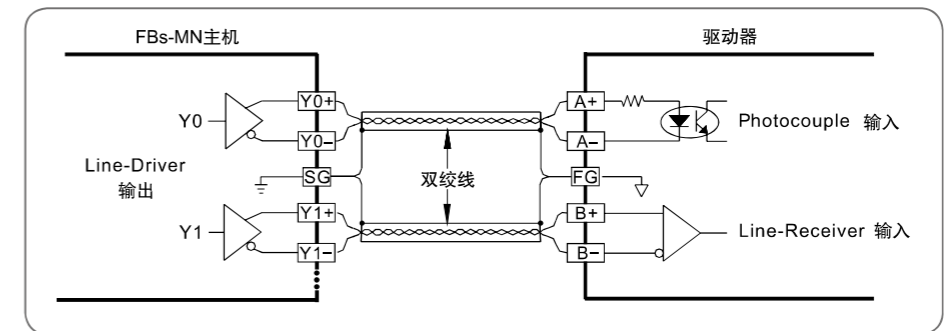 FBs-MN主机
驱动器
Y0
Y0+
Y0−
A+
A−
Photocouple 输入
Line-Driver
输出
SG
双绞线
FG
Y1
Y1+
Y1−
B+
B−
Line-Receiver 输入